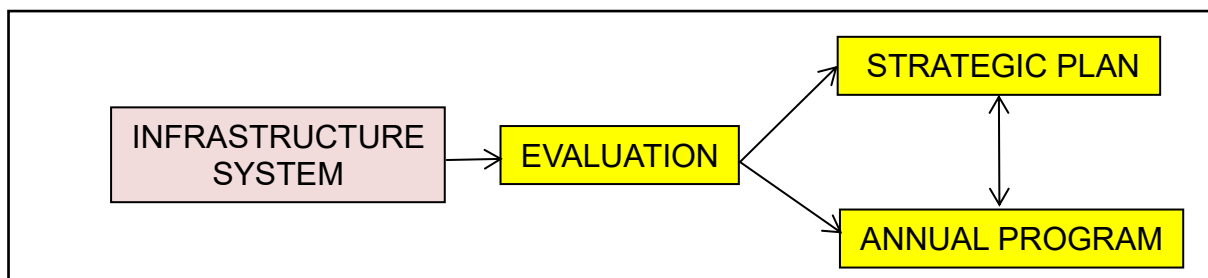 INFRASTRUCTURE
SYSTEM
EVALUATION
STRATEGIC PLAN
ANNUAL PROGRAM